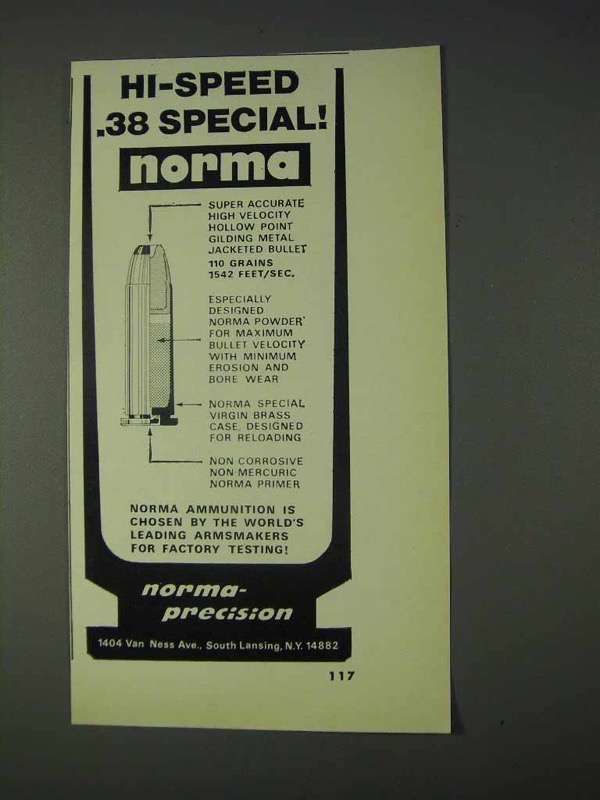 HI-SPEED
.38 SPECIAL!
norma
SUPER ACCURATE
HIGH VELOCITY
HOLLOW POINT
GILDING METAL
JACKETED BULLET
110 GRAINS
1542 FEET/SEC.
ESPECIALLY
DESIGNED
NORMA POWDER
FOR MAXIMUM
BULLET VELOCITY
WITH MINIMUM
EROSION AND
BORE WEAR
NORMA SPECIAL
VIRGIN BRASS
CASE, DESIGNED
FOR RELOADING
NON CORROSIVE
NON MERCURIC
NORMA PRIMER
NORMA AMMUNITION IS
CHOSEN BY THE WORLD'S
LEADING ARMSMAKERS
FOR FACTORY TESTING!
norma-
precision
1404 Van Ness Ave., South Lansing, N.Y. 14882
117